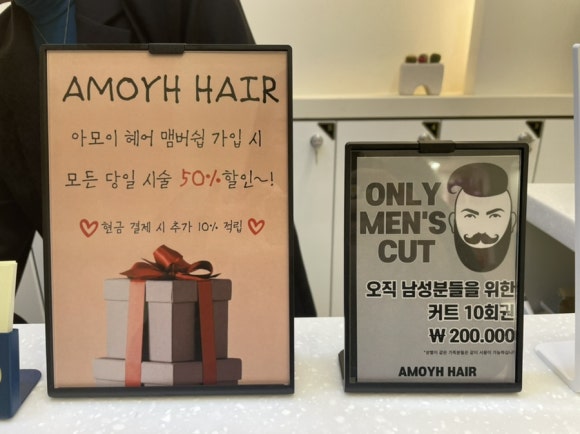 AMOYH HAIR
아모이 헤어 맴버쉽 가입 시
모든 당일 시술 50%할인~!
현금 결제 시 추가 10% 적립
ONLY
MEN'S
CUT
오직 남성분들을 위한
커트 10회권
₩ 200.000
AMOYH HAIR